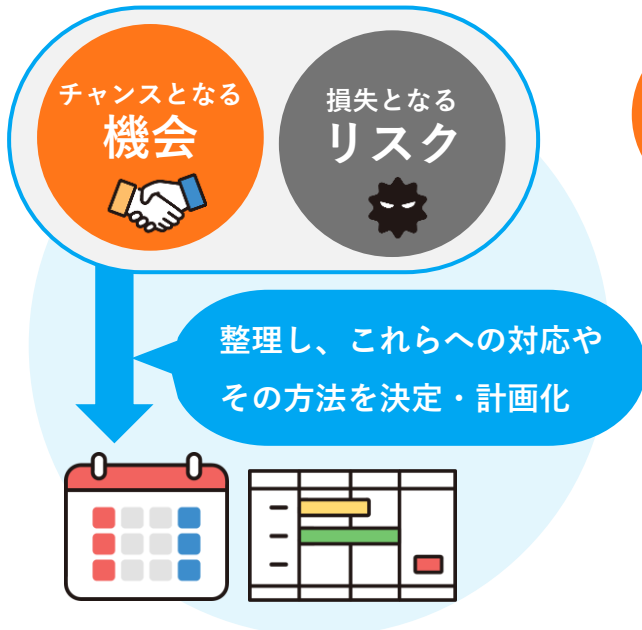 チャンスとなる
機会
損失となる
リスク
整理し、これらへの対応や
その方法を決定・計画化